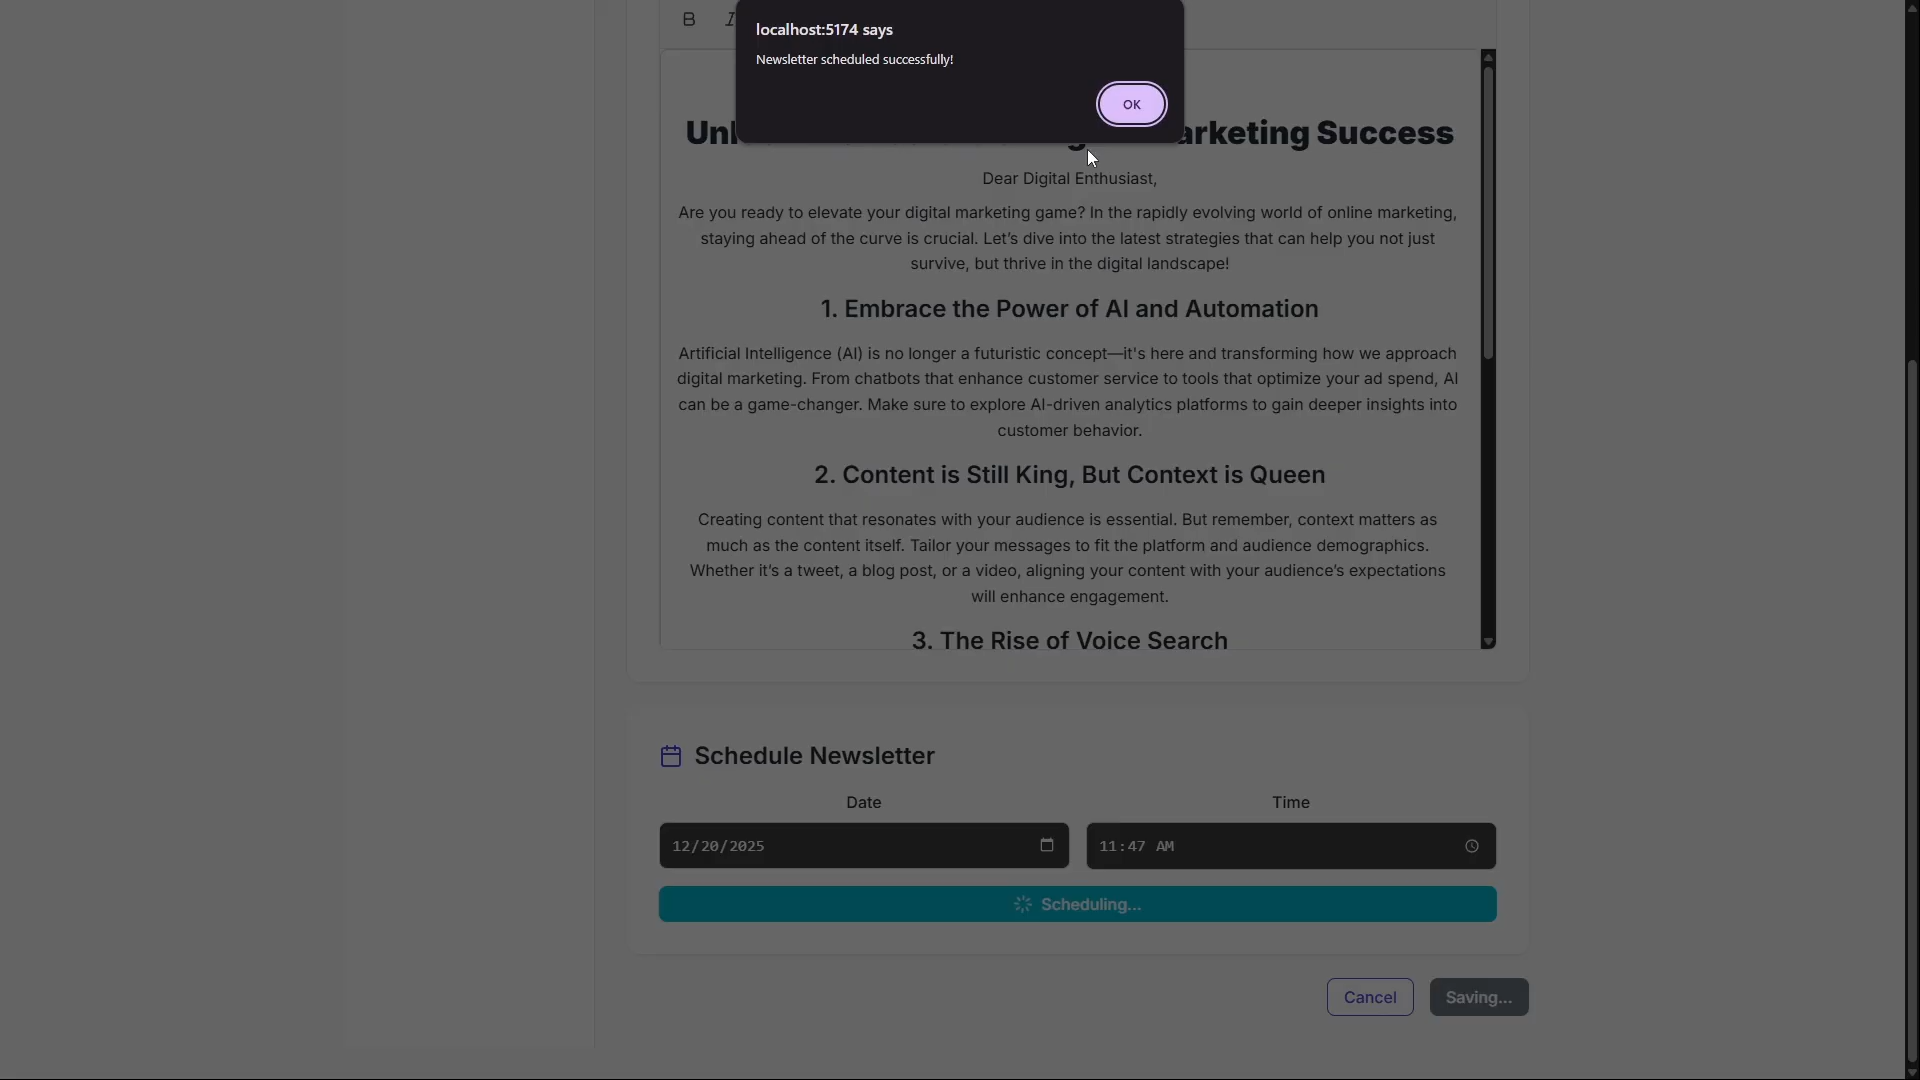 B I
localhost:5174 says
Newsletter scheduled successfully!
OK
arketing Success
Dear Digital Enthusiast,
Are you ready to elevate your digital marketing game? In the rapidly evolving world of online marketing,
staying ahead of the curve is crucial. Let’s dive into the latest strategies that can help you not just
survive, but thrive in the digital landscape!
1. Embrace the Power of AI and Automation
Artificial Intelligence (AI) is no longer a futuristic concept—it's here and transforming how we approach
digital marketing. From chatbots that enhance customer service to tools that optimize your ad spend, AI
can be a game-changer. Make sure to explore AI-driven analytics platforms to gain deeper insights into
customer behavior.
2. Content is Still King, But Context is Queen
Creating content that resonates with your audience is essential. But remember, context matters as
much as the content itself. Tailor your messages to fit the platform and audience demographics.
Whether it’s a tweet, a blog post, or a video, aligning your content with your audience’s expectations
will enhance engagement.
3. The Rise of Voice Search
Schedule Newsletter
Date Time
12/20/2025 11:47 AM
Scheduling...
Cancel Saving...